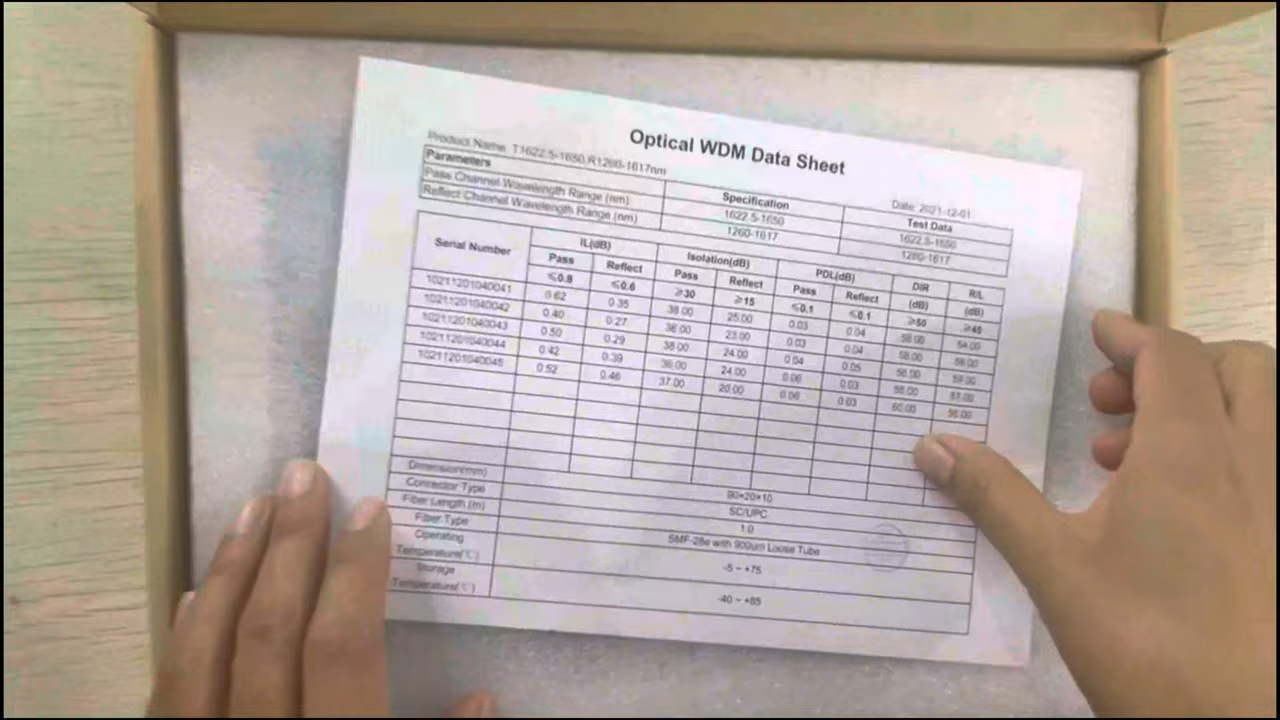 Optical WDM Data Sheet
Product Name: T1622.5-1650,R1260-1617nm
Date: 2021-12-01
Parameters Specification Test Data
Pass Channel Wavelength Range (nm) 1622.5-1650 1622.5-1650
Reflect Channel Wavelength Range (nm) 1260-1617 1260-1617
Serial Number IL(dB) Isolation(dB) PDL(dB) DIR (dB) R/L (dB)
Pass Reflect Pass Reflect Pass Reflect
≤0.8 ≤0.6 ≥30 ≥15 ≤0.1 ≤0.1 ≥50 ≥45
10211201040041 0.62 0.35 38.00 25.00 0.03 0.04 58.00 54.00
10211201040042 0.40 0.27 36.00 23.00 0.03 0.04 58.00 58.00
10211201040043 0.50 0.29 38.00 24.00 0.04 0.05 56.00 59.00
10211201040044 0.42 0.39 36.00 24.00 0.06 0.03 55.00 57.00
10211201040045 0.52 0.46 37.00 20.00 0.06 0.03 60.00 56.00
Dimension(mm) 90×20×10
Connector Type SC/UPC
Fiber Length (m) 1.0
Fiber Type SMF-28e with 900um Loose Tube
Operating Temperature(℃) -5 ~ +75
Storage Temperature(℃) -40 ~ +85